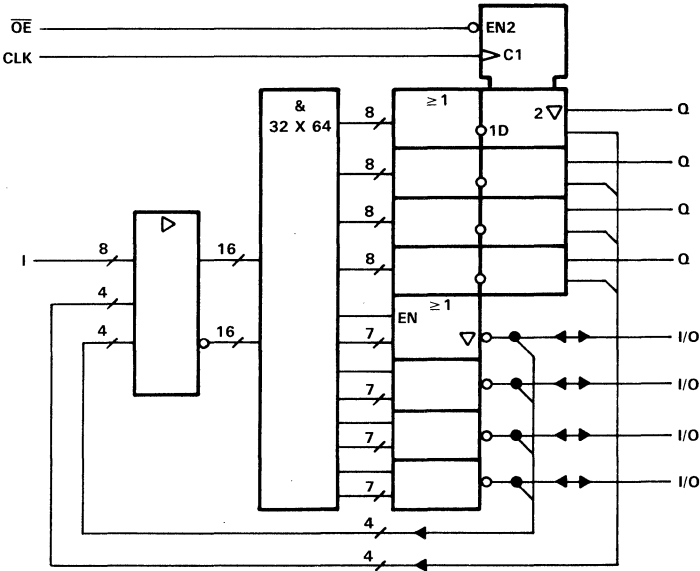 OE EN2
CLK C1
& 8 ≥ 1 2 Q
32 X 64 1D
8 Q
8 Q
I 8 16 8 Q
4 ≥ 1
EN
4 16 7 I/O
7 I/O
7 I/O
7 I/O
4
4